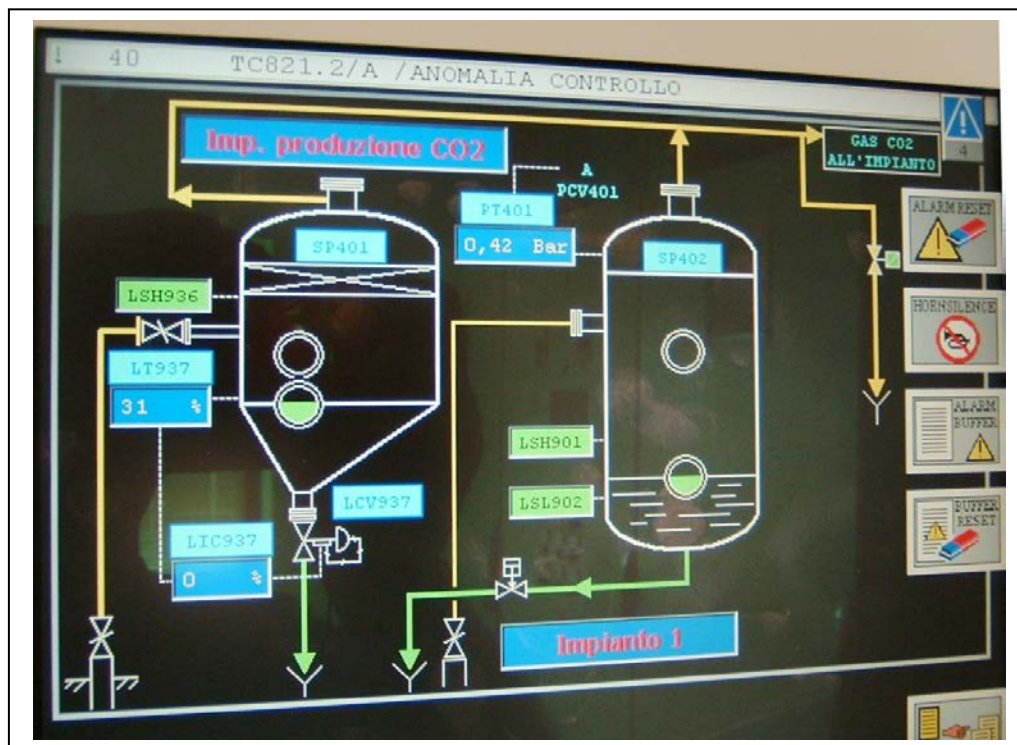 ! 40 TC821.2/A /ANOMALIA CONTROLLO
4
Imp. produzione CO2
GAS CO2
ALL'IMPIANTO
A
PCV401
PT401
0,42 Bar
SP401
SP402
ALARM RESET
LSH936
HORNSILENCE
LT937
31 %
ALARM
BUFFER
LSH901
LSL902
LCV937
LIC937
0 %
BUFFER
RESET
Impianto 1